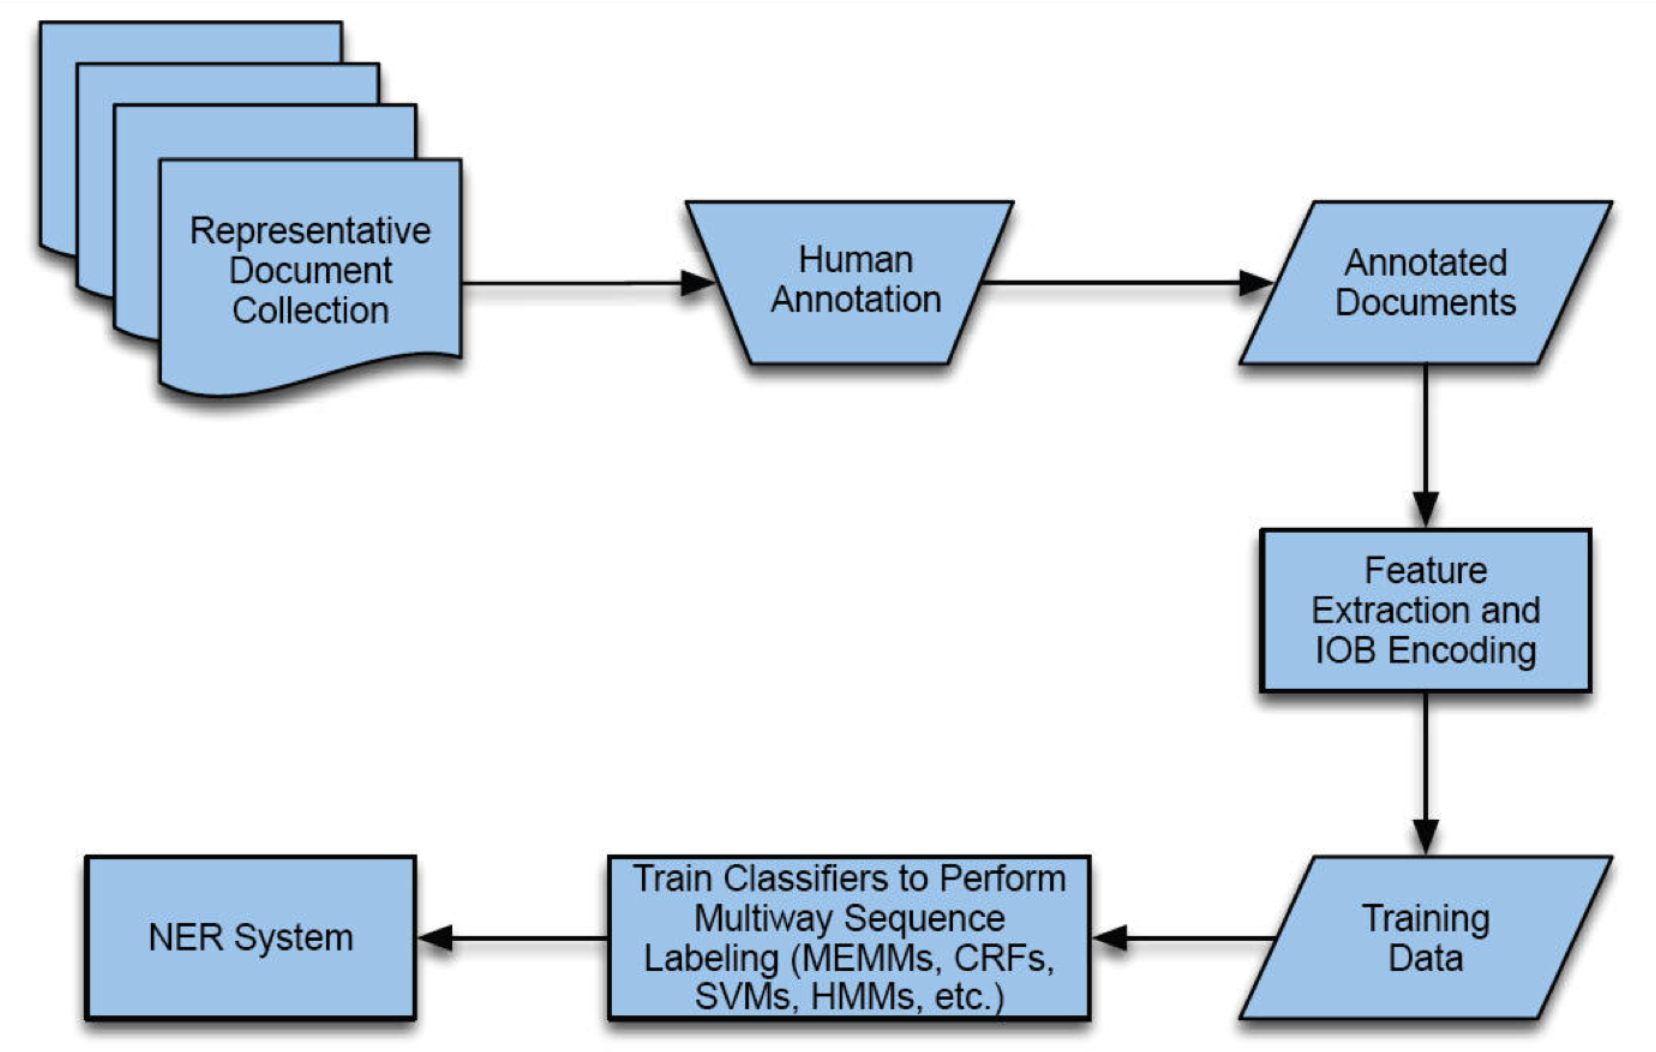 Representative
Document
Collection
Human
Annotation
Annotated
Documents
Feature
Extraction and
IOB Encoding
Training
Data
Train Classifiers to Perform
Multiway Sequence
Labeling (MEMMs, CRFs,
SVMs, HMMs, etc.)
NER System